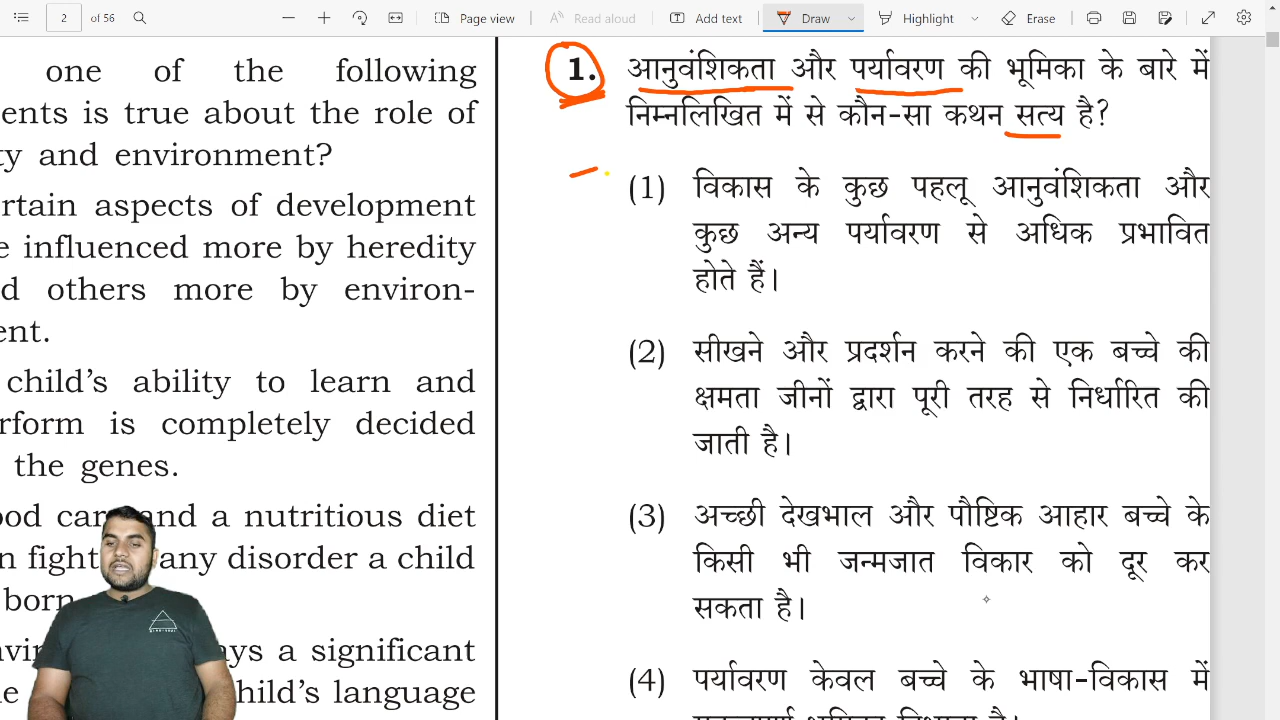 2 of 56 Page view Read aloud Add text Draw Highlight Erase
one of the following
ents is true about the role of
ty and environment?
rtain aspects of development
e influenced more by heredity
d others more by environ-
ent.
child's ability to learn and
rform is completely decided
the genes.
ood care and a nutritious diet
n fight any disorder a child
born
ays a significant
hild's language
1. आनुवंशिकता और पर्यावरण की भूमिका के बारे में
निम्नलिखित में से कौन-सा कथन सत्य है?
(1) विकास के कुछ पहलू आनुवंशिकता और
कुछ अन्य पर्यावरण से अधिक प्रभावित
होते हैं।
(2) सीखने और प्रदर्शन करने की एक बच्चे की
क्षमता जीनों द्वारा पूरी तरह से निर्धारित की
जाती है।
(3) अच्छी देखभाल और पौष्टिक आहार बच्चे के
किसी भी जन्मजात विकार को दूर कर
सकता है।
(4) पर्यावरण केवल बच्चे के भाषा-विकास में